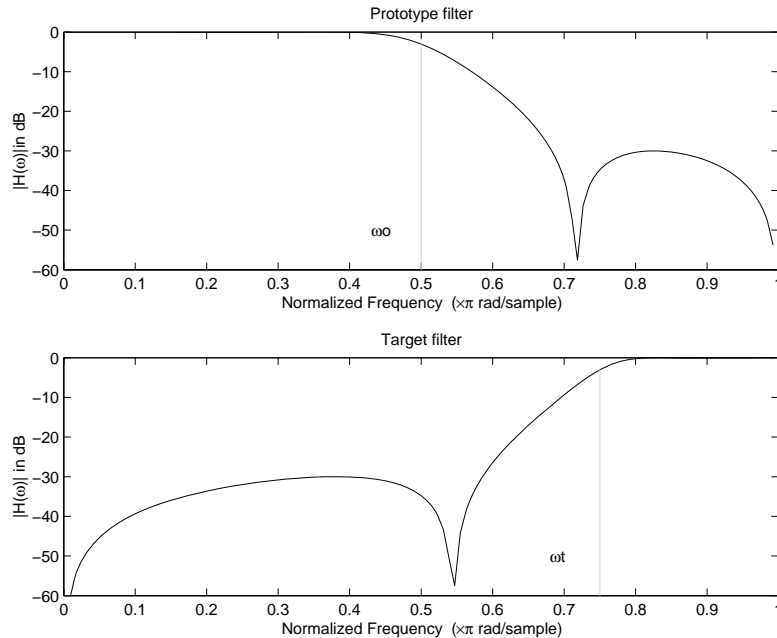 Prototype filter
0
−10
−20
−30
−40
−50
−60
|H(ω)|in dB
ωo
0 0.1 0.2 0.3 0.4 0.5 0.6 0.7 0.8 0.9 1
Normalized Frequency (×π rad/sample)
Target filter
0
−10
−20
−30
−40
−50
−60
|H(ω)| in dB
ωt
0 0.1 0.2 0.3 0.4 0.5 0.6 0.7 0.8 0.9 1
Normalized Frequency (×π rad/sample)